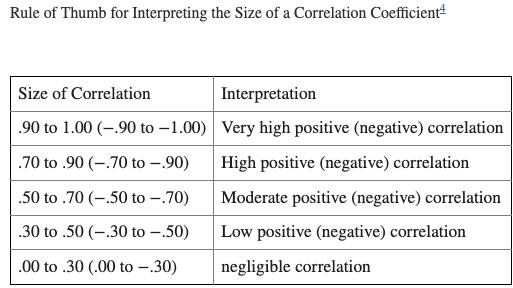 Rule of Thumb for Interpreting the Size of a Correlation Coefficient4
Size of Correlation Interpretation
.90 to 1.00 (−.90 to −1.00) Very high positive (negative) correlation
.70 to .90 (−.70 to −.90) High positive (negative) correlation
.50 to .70 (−.50 to −.70) Moderate positive (negative) correlation
.30 to .50 (−.30 to −.50) Low positive (negative) correlation
.00 to .30 (.00 to −.30) negligible correlation